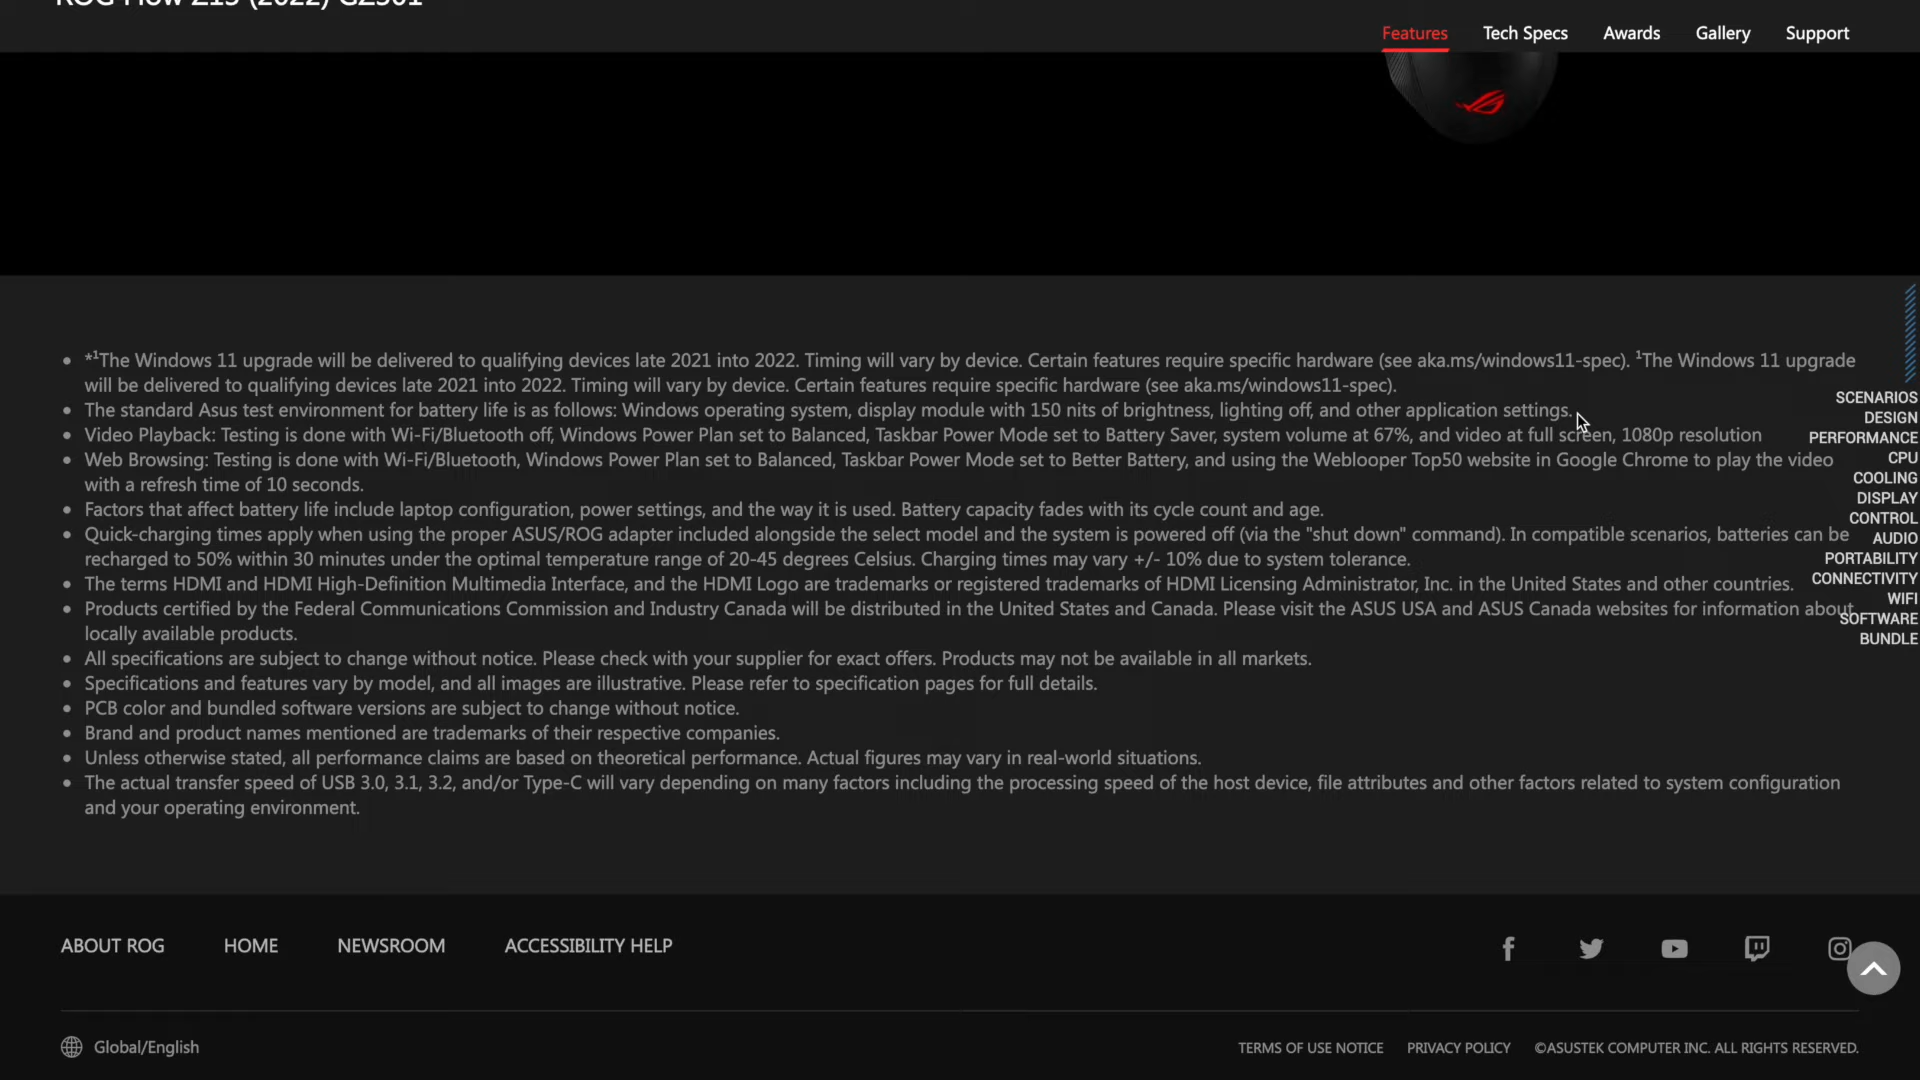 ROG Flow Z13 (2022) GZ301
Features Tech Specs Awards Gallery Support
*¹The Windows 11 upgrade will be delivered to qualifying devices late 2021 into 2022. Timing will vary by device. Certain features require specific hardware (see aka.ms/windows11-spec). ¹The Windows 11 upgrade
will be delivered to qualifying devices late 2021 into 2022. Timing will vary by device. Certain features require specific hardware (see aka.ms/windows11-spec).
The standard Asus test environment for battery life is as follows: Windows operating system, display module with 150 nits of brightness, lighting off, and other application settings.
Video Playback: Testing is done with Wi-Fi/Bluetooth off, Windows Power Plan set to Balanced, Taskbar Power Mode set to Battery Saver, system volume at 67%, and video at full screen, 1080p resolution
Web Browsing: Testing is done with Wi-Fi/Bluetooth, Windows Power Plan set to Balanced, Taskbar Power Mode set to Better Battery, and using the Weblooper Top50 website in Google Chrome to play the video
with a refresh time of 10 seconds.
Factors that affect battery life include laptop configuration, power settings, and the way it is used. Battery capacity fades with its cycle count and age.
Quick-charging times apply when using the proper ASUS/ROG adapter included alongside the select model and the system is powered off (via the "shut down" command). In compatible scenarios, batteries can be
recharged to 50% within 30 minutes under the optimal temperature range of 20-45 degrees Celsius. Charging times may vary +/- 10% due to system tolerance.
The terms HDMI and HDMI High-Definition Multimedia Interface, and the HDMI Logo are trademarks or registered trademarks of HDMI Licensing Administrator, Inc. in the United States and other countries.
Products certified by the Federal Communications Commission and Industry Canada will be distributed in the United States and Canada. Please visit the ASUS USA and ASUS Canada websites for information about
locally available products.
All specifications are subject to change without notice. Please check with your supplier for exact offers. Products may not be available in all markets.
Specifications and features vary by model, and all images are illustrative. Please refer to specification pages for full details.
PCB color and bundled software versions are subject to change without notice.
Brand and product names mentioned are trademarks of their respective companies.
Unless otherwise stated, all performance claims are based on theoretical performance. Actual figures may vary in real-world situations.
The actual transfer speed of USB 3.0, 3.1, 3.2, and/or Type-C will vary depending on many factors including the processing speed of the host device, file attributes and other factors related to system configuration
and your operating environment.
SCENARIOS
DESIGN
PERFORMANCE
CPU
COOLING
DISPLAY
CONTROL
AUDIO
PORTABILITY
CONNECTIVITY
WIFI
SOFTWARE
BUNDLE
ABOUT ROG HOME NEWSROOM ACCESSIBILITY HELP
Global/English
TERMS OF USE NOTICE PRIVACY POLICY ©ASUSTEK COMPUTER INC. ALL RIGHTS RESERVED.